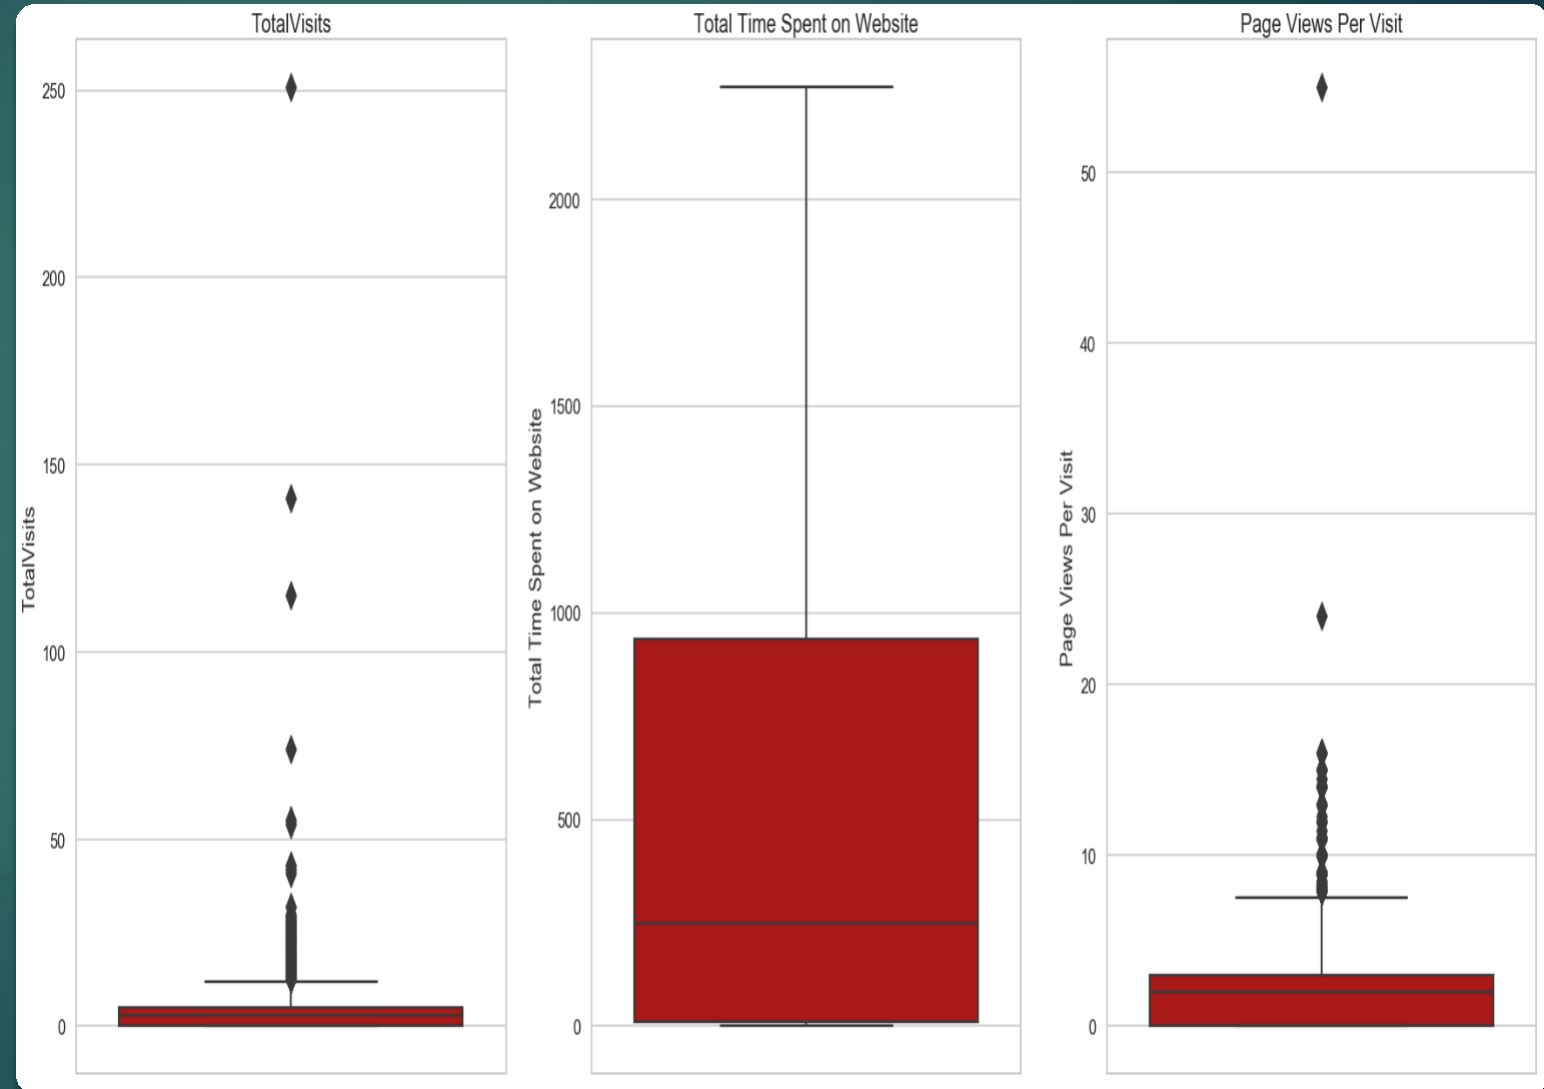 TotalVisits
250
200
150
100
50
0
TotalVisits
Total Time Spent on Website
2000
1500
1000
500
0
Total Time Spent on Website
Page Views Per Visit
50
40
30
20
10
0
Page Views Per Visit